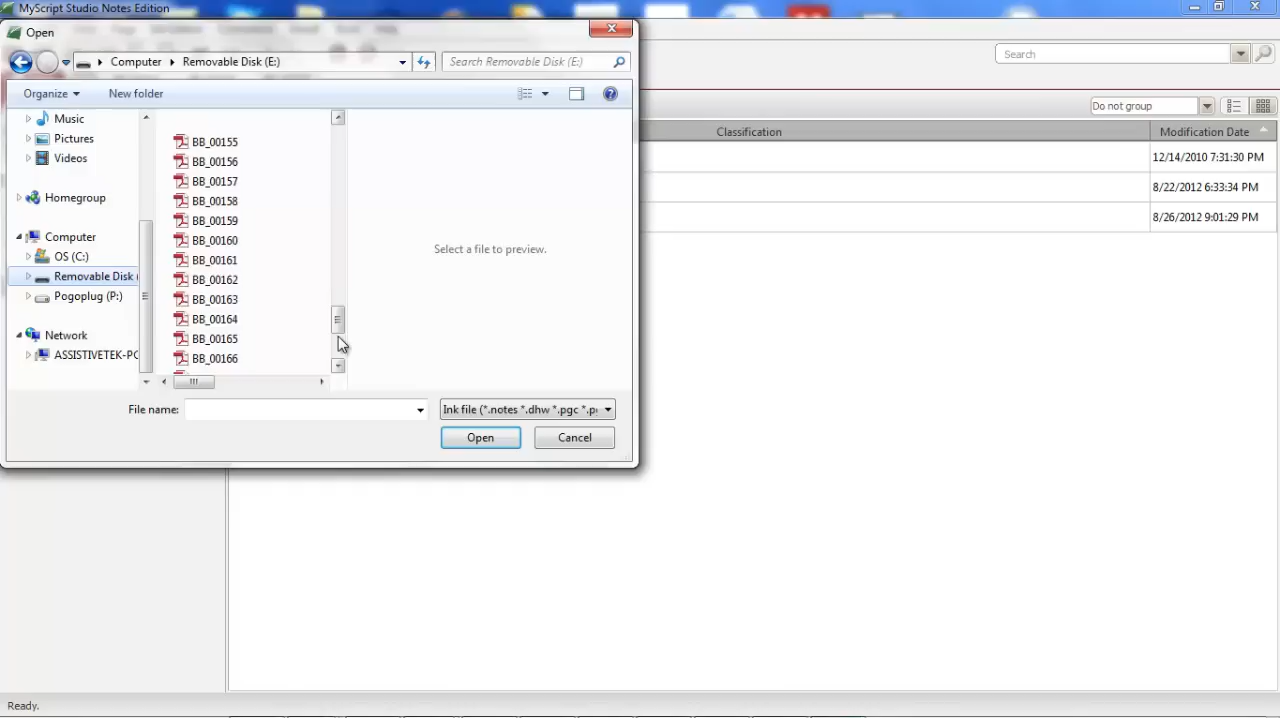 MyScript Studio Notes Edition
Open
Computer Removable Disk (E:)
Search Removable Disk (E:)
Search
Organize
New folder
Do not group
Music
Pictures
Videos
Homegroup
Computer
OS (C:)
Removable Disk (
Pogoplug (P:)
Network
ASSISTIVETEK-PC
BB_00155
BB_00156
BB_00157
BB_00158
BB_00159
BB_00160
BB_00161
BB_00162
BB_00163
BB_00164
BB_00165
BB_00166
Select a file to preview.
Classification
Modification Date
12/14/2010 7:31:30 PM
8/22/2012 6:33:34 PM
8/26/2012 9:01:29 PM
File name:
Ink file (*.notes *.dhw *.pgc *.p
Open
Cancel
Ready.